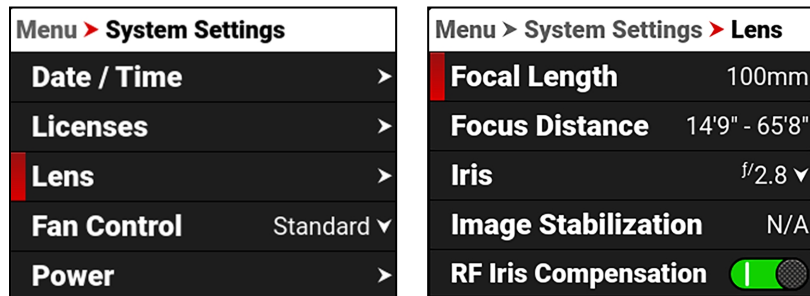 Menu > System Settings
Date / Time >
Licenses >
Lens >
Fan Control Standard
Power >
Menu > System Settings > Lens
Focal Length 100mm
Focus Distance 14'9" - 65'8"
Iris f/2.8
Image Stabilization N/A
RF Iris Compensation